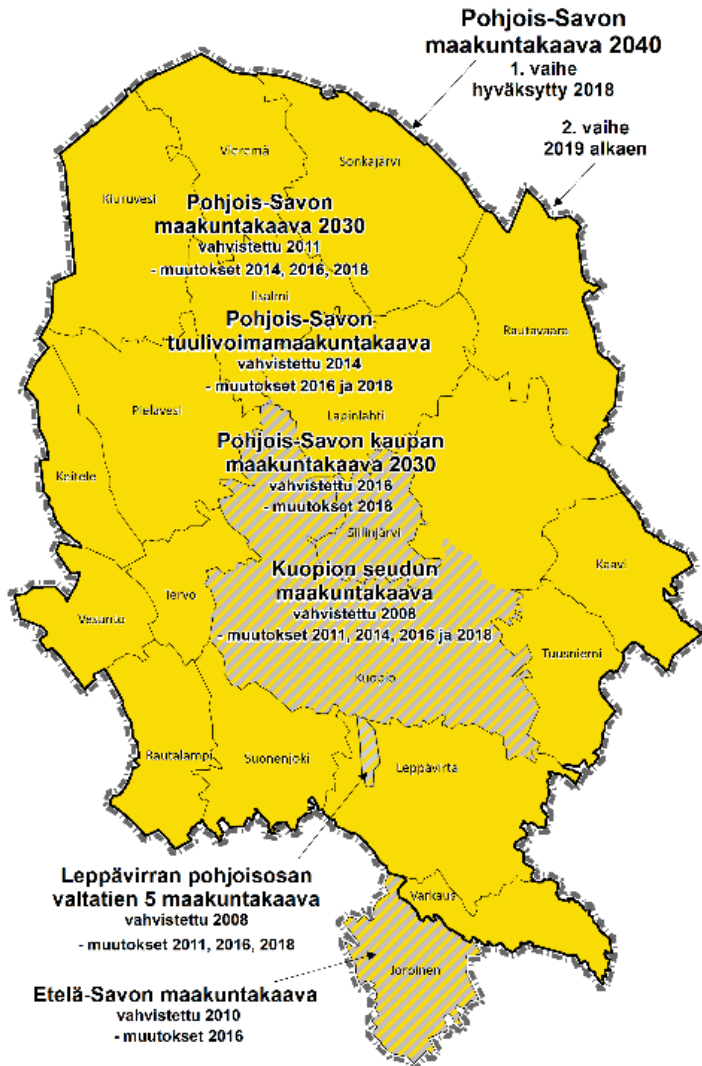 Pohjois-Savon
maakuntakaava 2040
1. vaihe
hyväksytty 2018
2. vaihe
2019 alkaen
Vieremä
Sonkajärvi
Kiuruvesi
Pohjois-Savon
maakuntakaava 2030
vahvistettu 2011
- muutokset 2014, 2016, 2018
Iisalmi
Pohjois-Savon
tuulivoimamaakuntakaava
vahvistettu 2014
- muutokset 2016 ja 2018
Rautavaara
Pielavesi
Lapinlahti
Pohjois-Savon kaupan
maakuntakaava 2030
vahvistettu 2016
- muutokset 2018
Keitele
Siilinjärvi
Kaavi
Kuopion seudun
maakuntakaava
vahvistettu 2008
- muutokset 2011, 2014, 2016 ja 2018
Tervo
Vesanto
Tuusniemi
Kuopio
Rautalampi
Suonenjoki
Leppävirta
Leppävirran pohjoisosan
valtatien 5 maakuntakaava
vahvistettu 2008
- muutokset 2011, 2016, 2018
Varkaus
Joroinen
Etelä-Savon maakuntakaava
vahvistettu 2010
- muutokset 2016